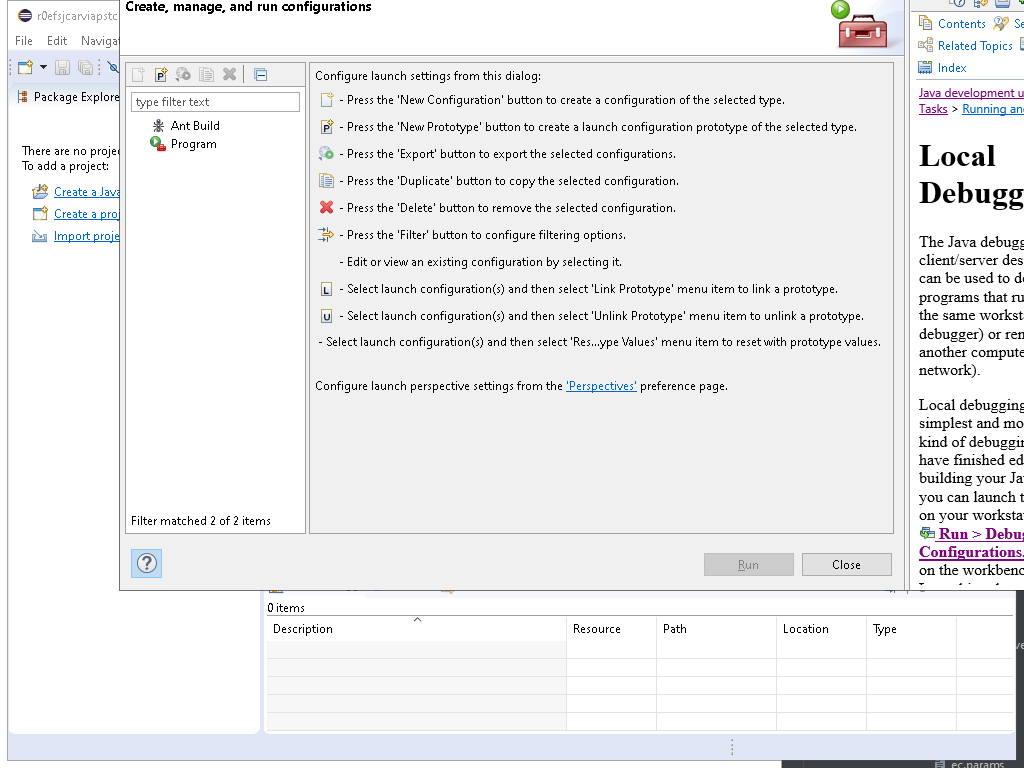 r0efsjcarviapstc
File Edit Naviga
Package Explore
There are no proje
To add a project:
Create a Java
Create a proj
Import proje
Create, manage, and run configurations
type filter text
Ant Build
Program
Filter matched 2 of 2 items
Configure launch settings from this dialog:
- Press the 'New Configuration' button to create a configuration of the selected type.
- Press the 'New Prototype' button to create a launch configuration prototype of the selected type.
- Press the 'Export' button to export the selected configurations.
- Press the 'Duplicate' button to copy the selected configuration.
- Press the 'Delete' button to remove the selected configuration.
- Press the 'Filter' button to configure filtering options.
- Edit or view an existing configuration by selecting it.
- Select launch configuration(s) and then select 'Link Prototype' menu item to link a prototype.
- Select launch configuration(s) and then select 'Unlink Prototype' menu item to unlink a prototype.
- Select launch configuration(s) and then select 'Res...ype Values' menu item to reset with prototype values.
Configure launch perspective settings from the 'Perspectives' preference page.
Run Close
Contents Se
Related Topics
Index
Java development u
Tasks > Running and
Local
Debugg
The Java debugg
client/server des
can be used to de
programs that ru
the same worksta
debugger) or rem
another compute
network).
Local debugging
simplest and mo
kind of debuggin
have finished ed
building your Jav
you can launch t
on your worksta
Run > Debug
Configurations.
on the workbenc
0 items
Description Resource Path Location Type
ec.params